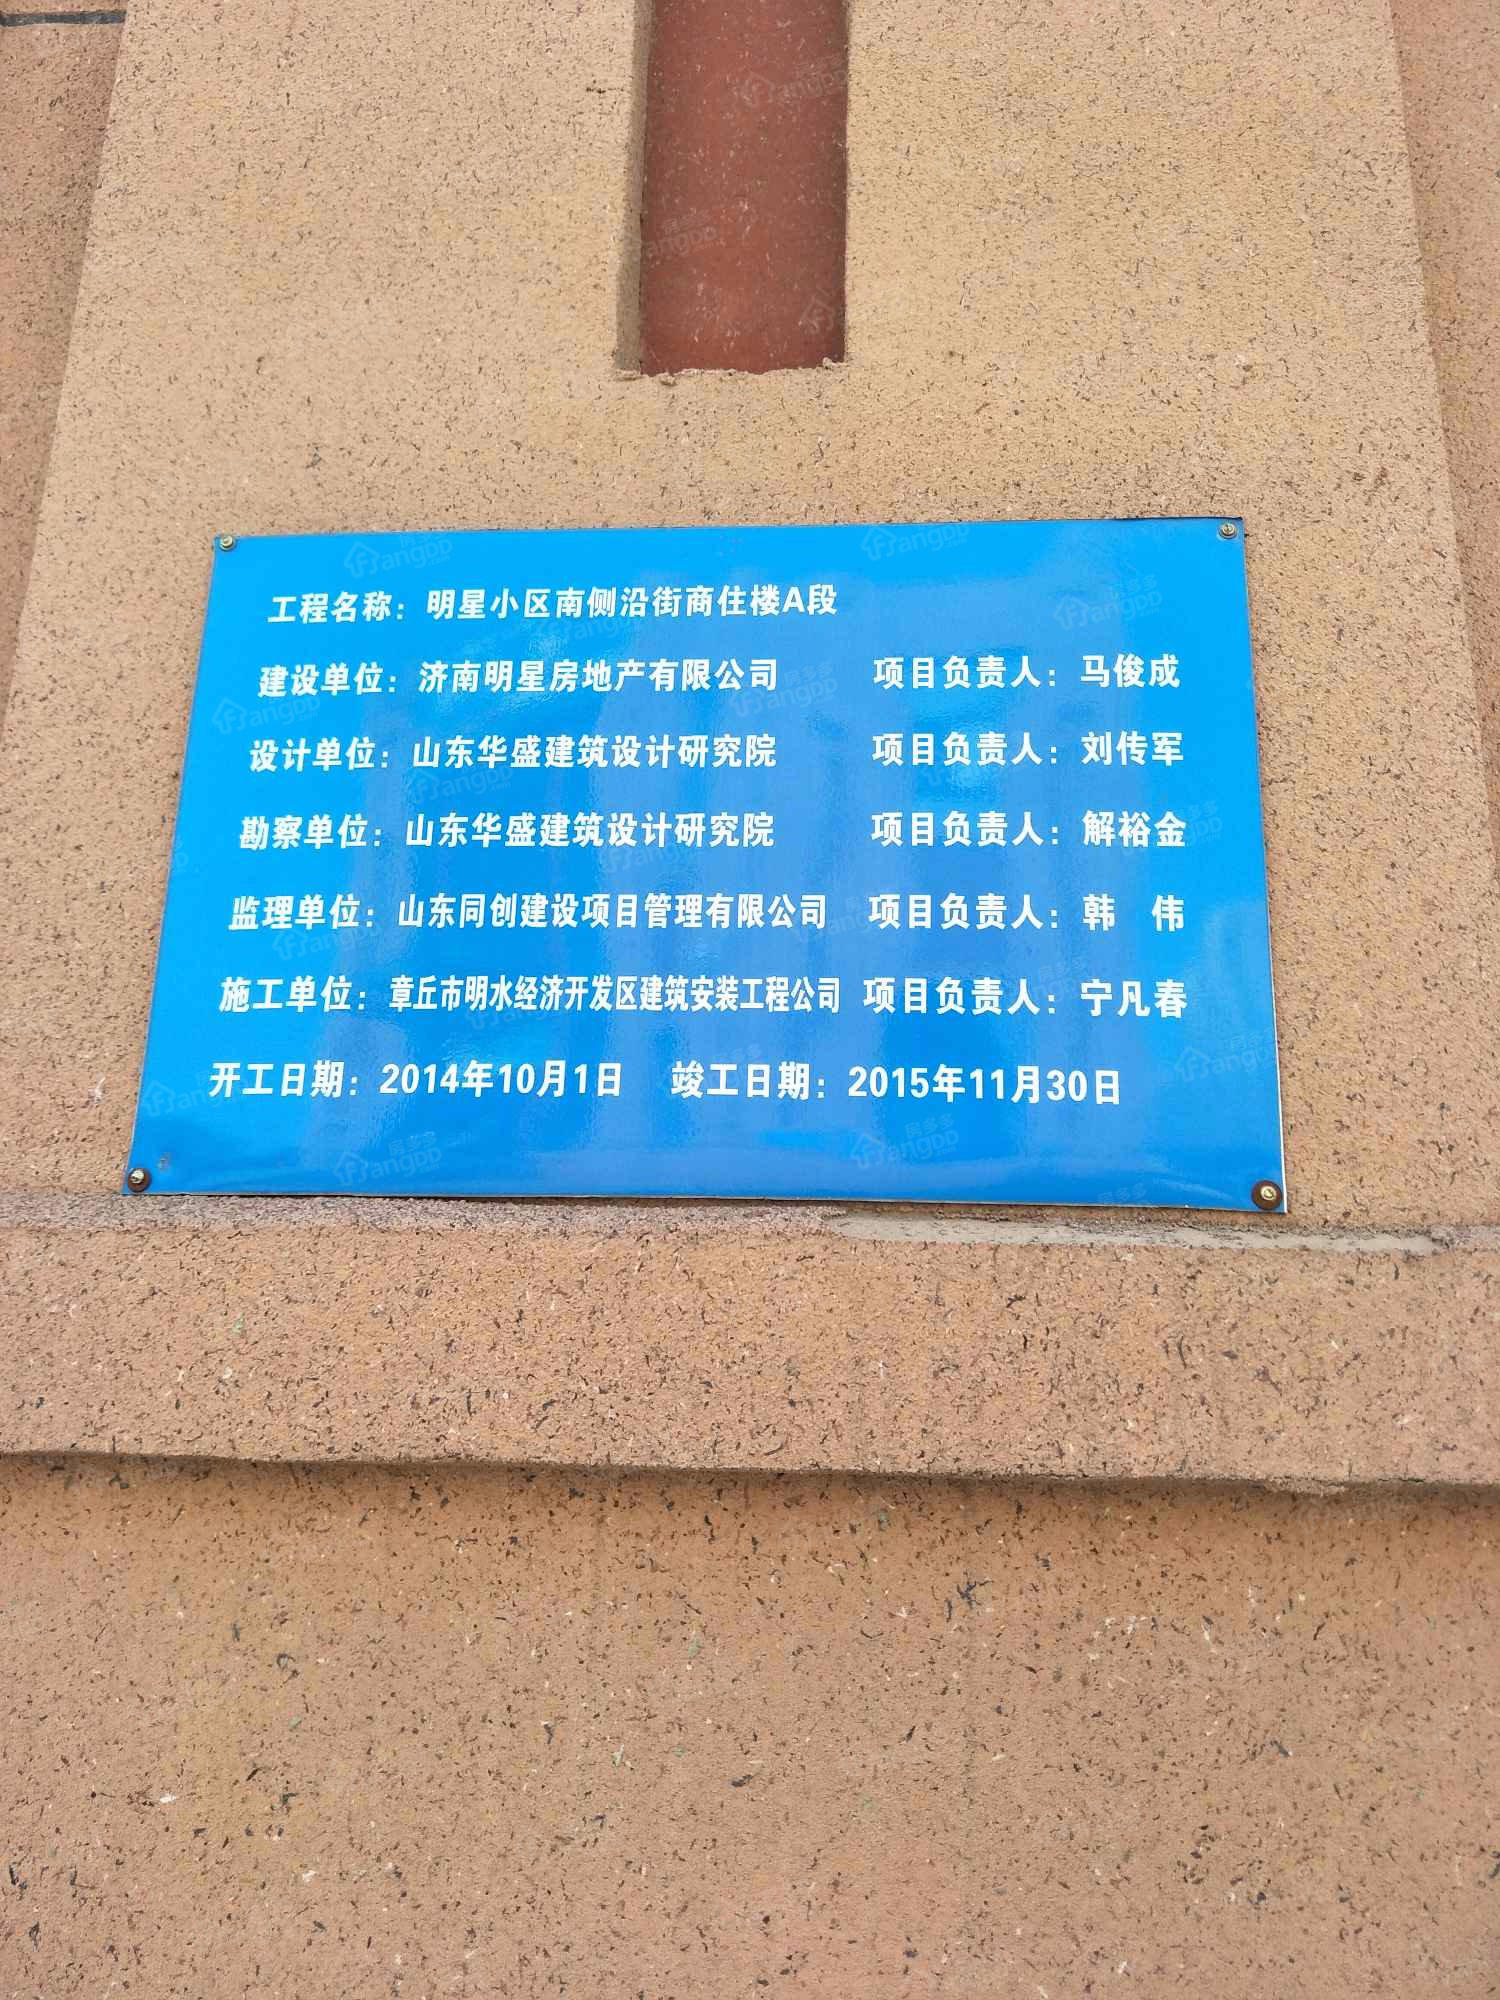 工程名称：明星小区南侧沿街商住楼A段
建设单位：济南明星房地产有限公司 项目负责人：马俊成
设计单位：山东华盛建筑设计研究院 项目负责人：刘传军
勘察单位：山东华盛建筑设计研究院 项目负责人：解裕金
监理单位：山东同创建设项目管理有限公司 项目负责人：韩 伟
施工单位：章丘市明水经济开发区建筑安装工程公司 项目负责人：宁凡春
开工日期：2014年10月1日 竣工日期：2015年11月30日